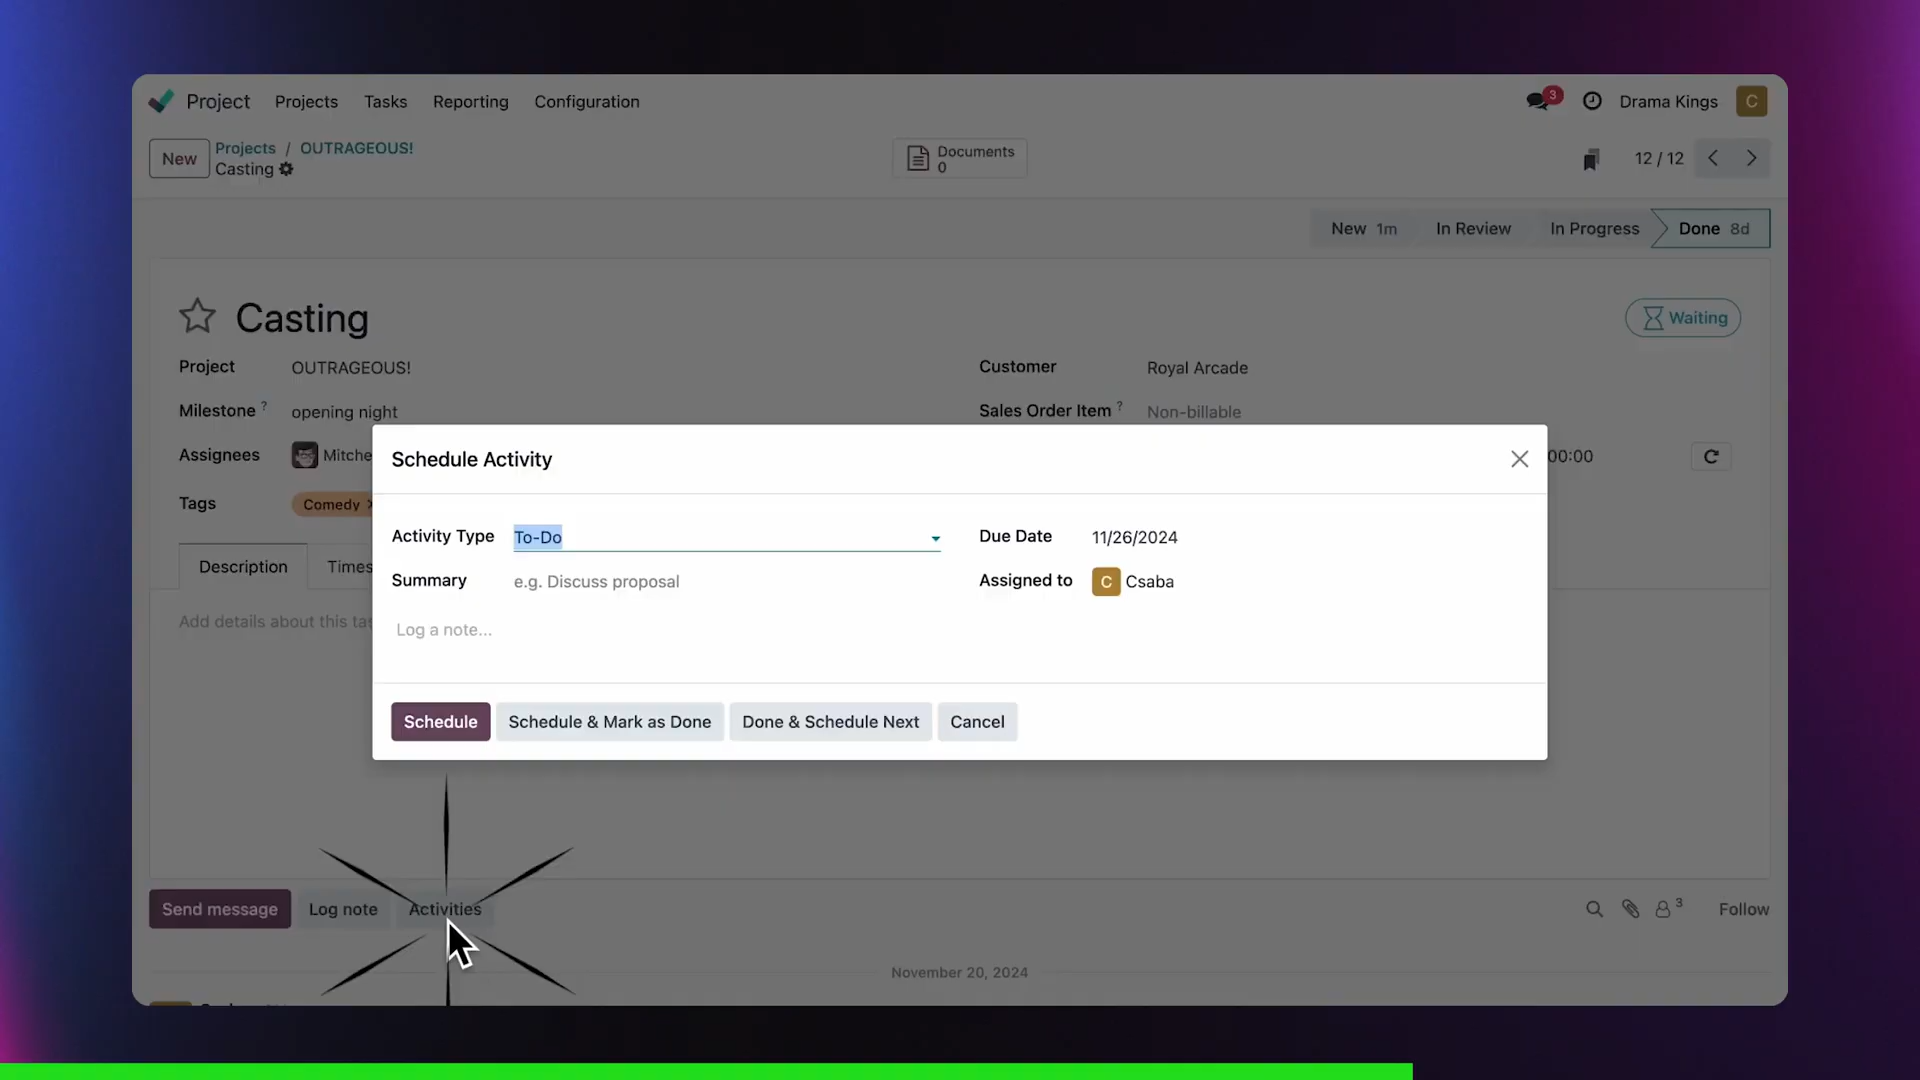 Project Projects Tasks Reporting Configuration 3 Drama Kings C
New Projects / OUTRAGEOUS! Documents 12 / 12
Casting 0
New 1m In Review In Progress Done 8d
Casting Waiting
Project OUTRAGEOUS! Customer Royal Arcade
Milestone ? opening night Sales Order Item ? Non-billable
Assignees Mitche 00:00
Tags Comedy
Schedule Activity
Activity Type To-Do Due Date 11/26/2024
Summary e.g. Discuss proposal Assigned to C Csaba
Log a note...
Description Times
Add details about this tas
Schedule Schedule & Mark as Done Done & Schedule Next Cancel
Send message Log note Activities 3 Follow
November 20, 2024